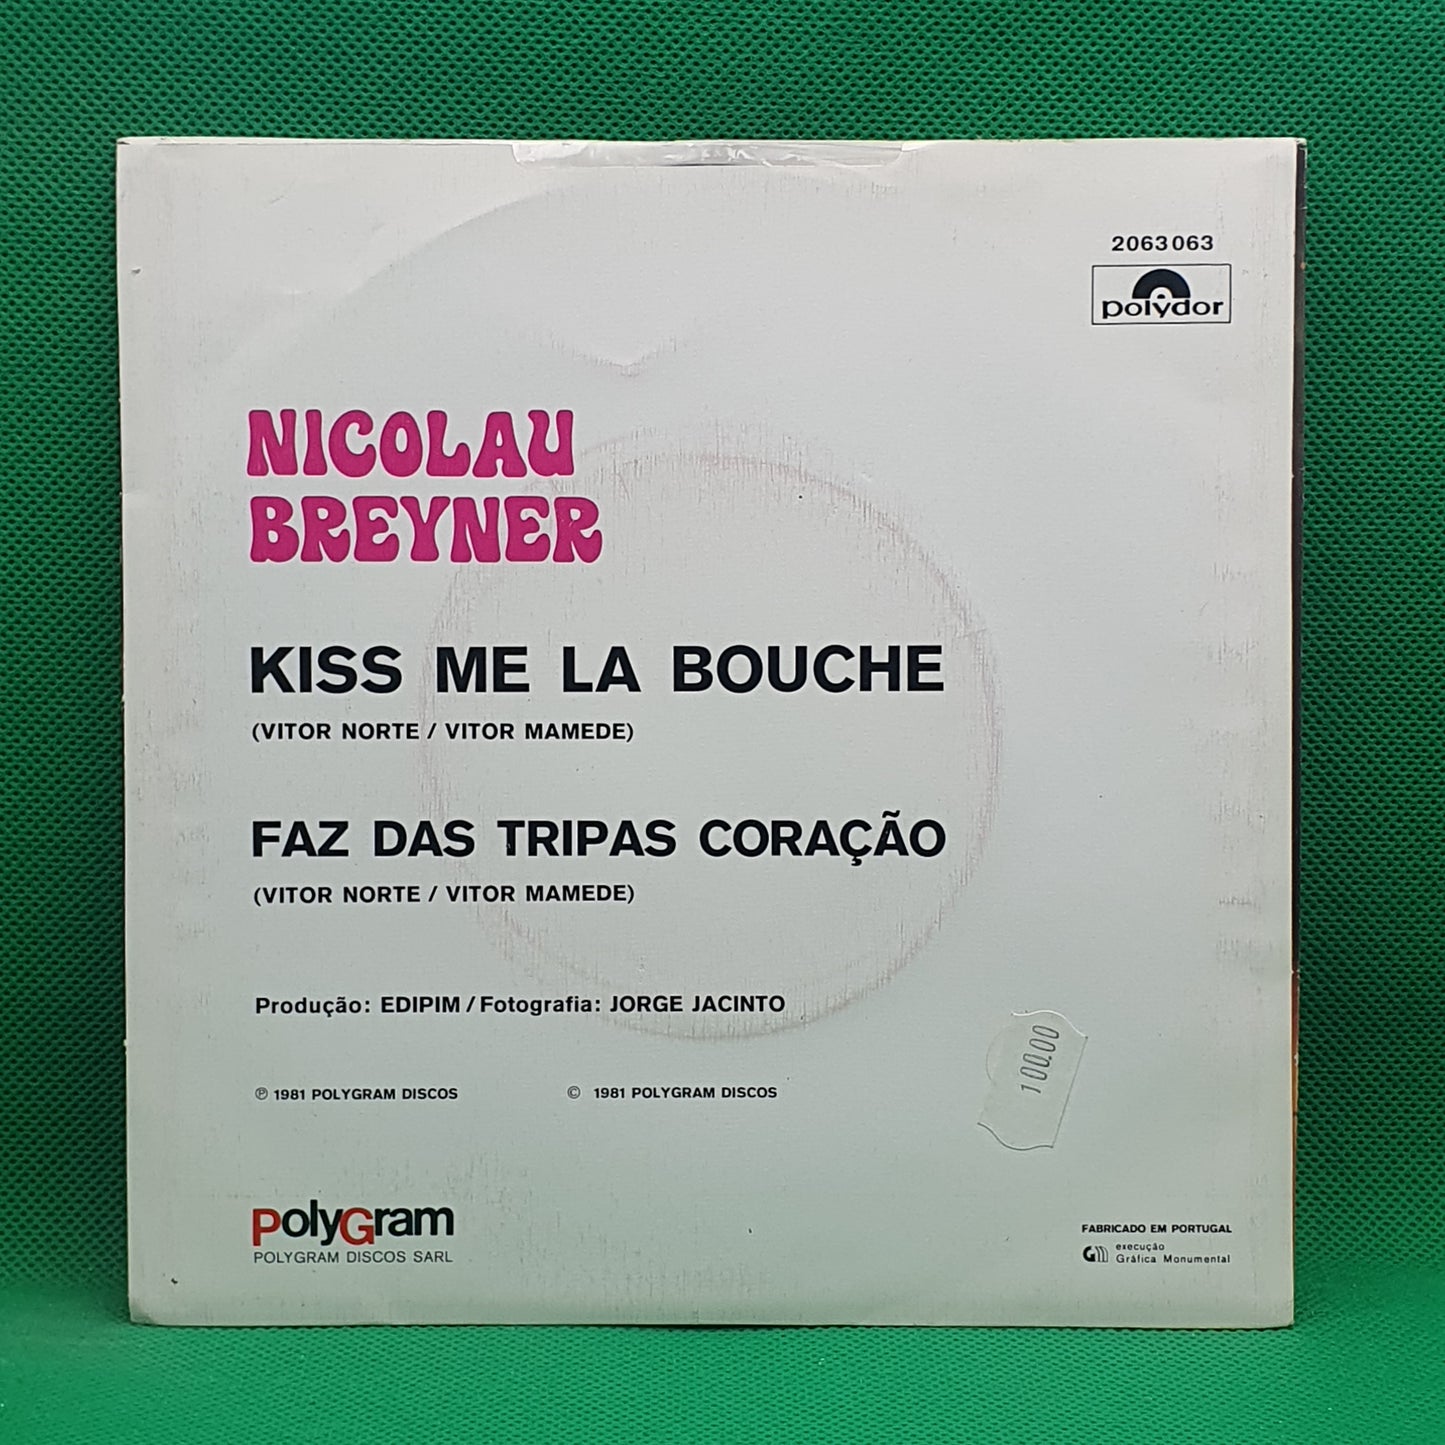 2063 063
polydor
NICOLAU
BREYNER
KISS ME LA BOUCHE
(VITOR NORTE / VITOR MAMEDE)
FAZ DAS TRIPAS CORAÇÃO
(VITOR NORTE / VITOR MAMEDE)
Produção: EDIPIM / Fotografia: JORGE JACINTO
100.00
℗ 1981 POLYGRAM DISCOS © 1981 POLYGRAM DISCOS
PolyGram
POLYGRAM DISCOS SARL
FABRICADO EM PORTUGAL
execução
Gráfica Monumental